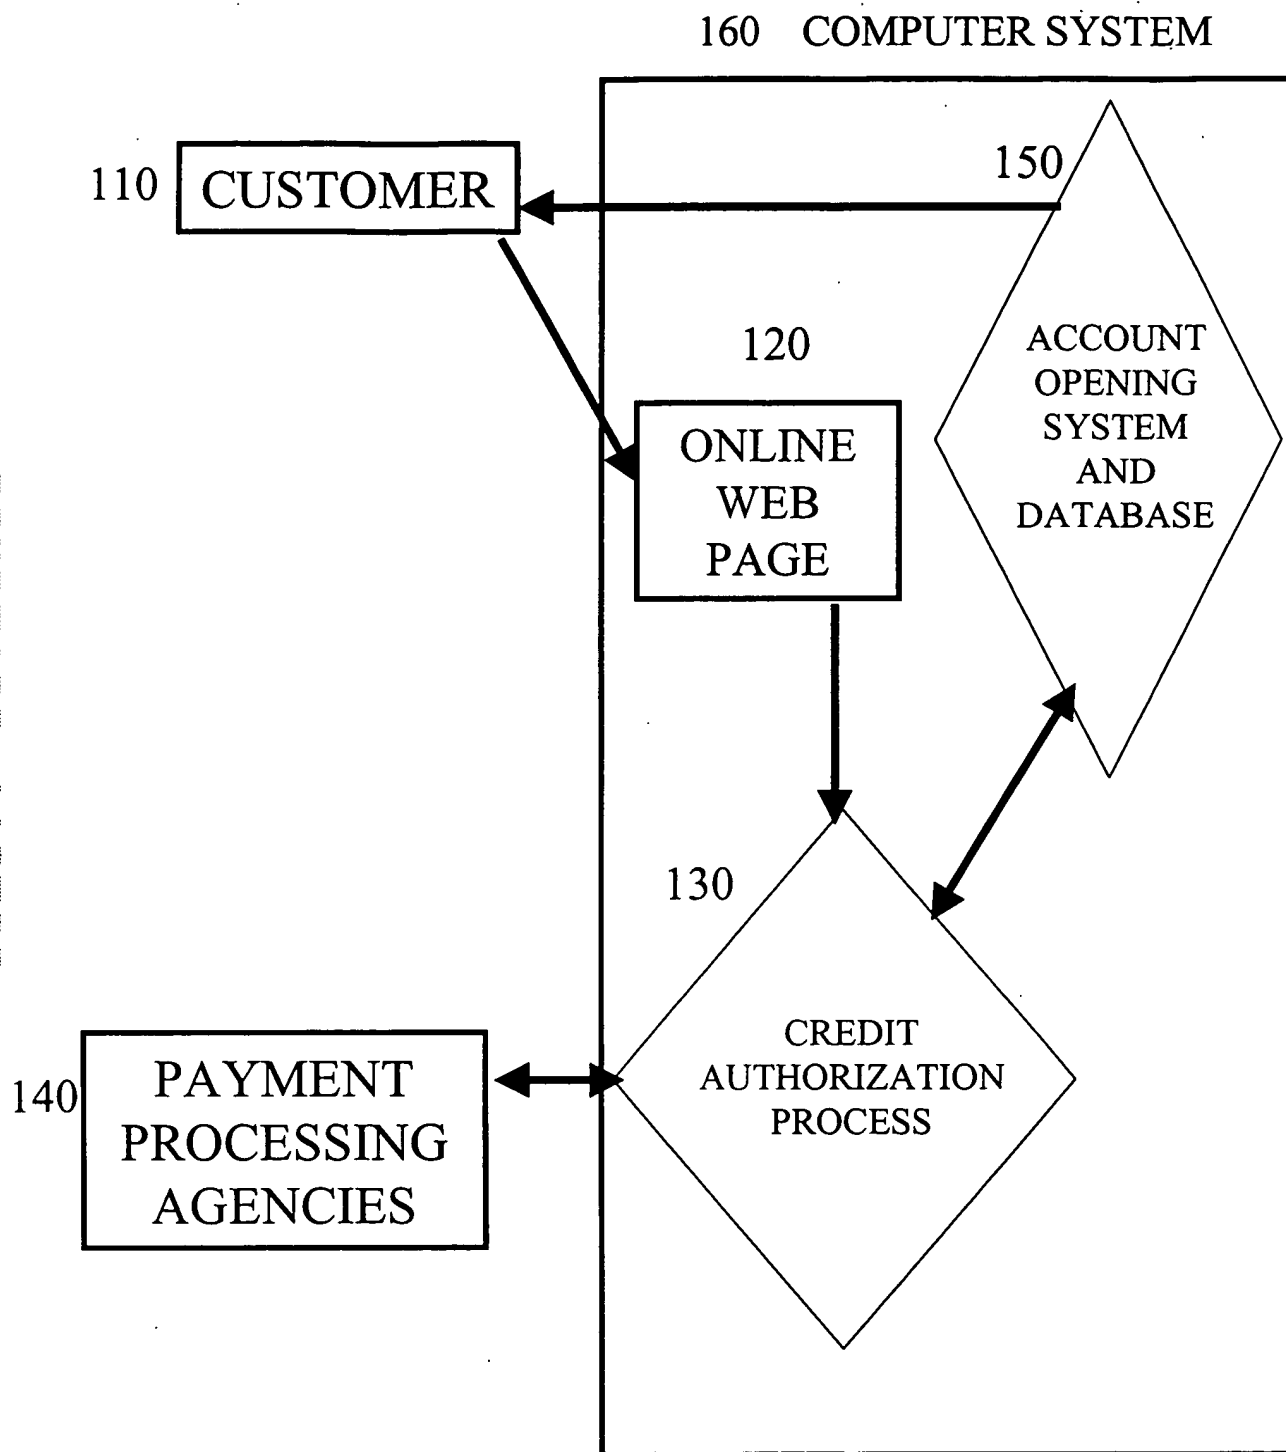 160 COMPUTER SYSTEM
110
CUSTOMER
150
120
ACCOUNT
OPENING
SYSTEM
AND
DATABASE
ONLINE
WEB
PAGE
130
CREDIT
AUTHORIZATION
PROCESS
140
PAYMENT
PROCESSING
AGENCIES